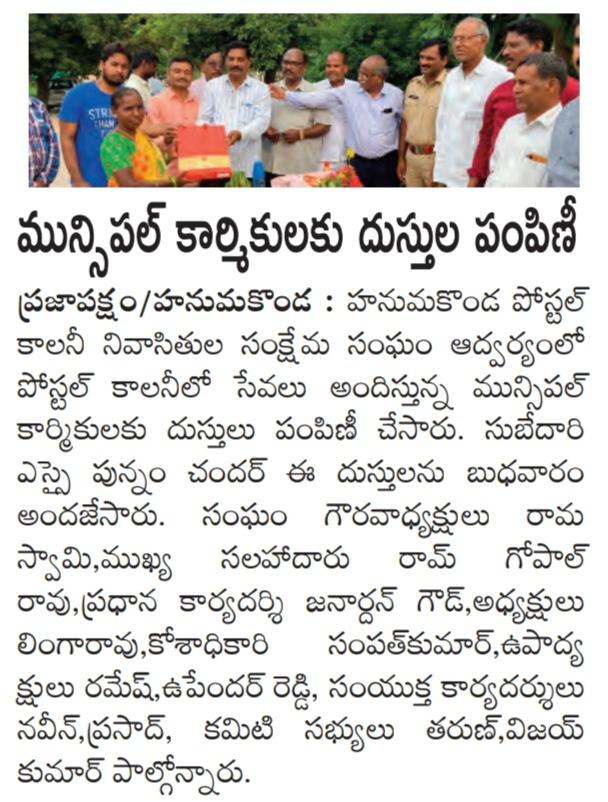 మున్సిపల్ కార్మికులకు దుస్తుల పంపిణీ
ప్రజాపక్షం/హనుమకొండ : హనుమకొండ పోస్టల్
కాలనీ నివాసితుల సంక్షేమ సంఘం ఆధ్వర్యంలో
పోస్టల్ కాలనీలో సేవలు అందిస్తున్న మున్సిపల్
కార్మికులకు దుస్తులు పంపిణీ చేసారు. సుబేదారి
ఎస్సై పున్నం చందర్ ఈ దుస్తులను బుధవారం
అందజేసారు. సంఘం గౌరవాధ్యక్షులు రామ
స్వామి,ముఖ్య సలహాదారు రామ్ గోపాల్
రావు,ప్రధాన కార్యదర్శి జనార్దన్ గౌడ్,అధ్యక్షులు
లింగారావు,కోశాధికారి సంపత్‌కుమార్,ఉపాధ్య
క్షులు రమేష్,ఉపేందర్ రెడ్డి, సంయుక్త కార్యదర్శులు
నవీన్,ప్రసాద్, కమిటి సభ్యులు తరుణ్,విజయ్
కుమార్ పాల్గోన్నారు.